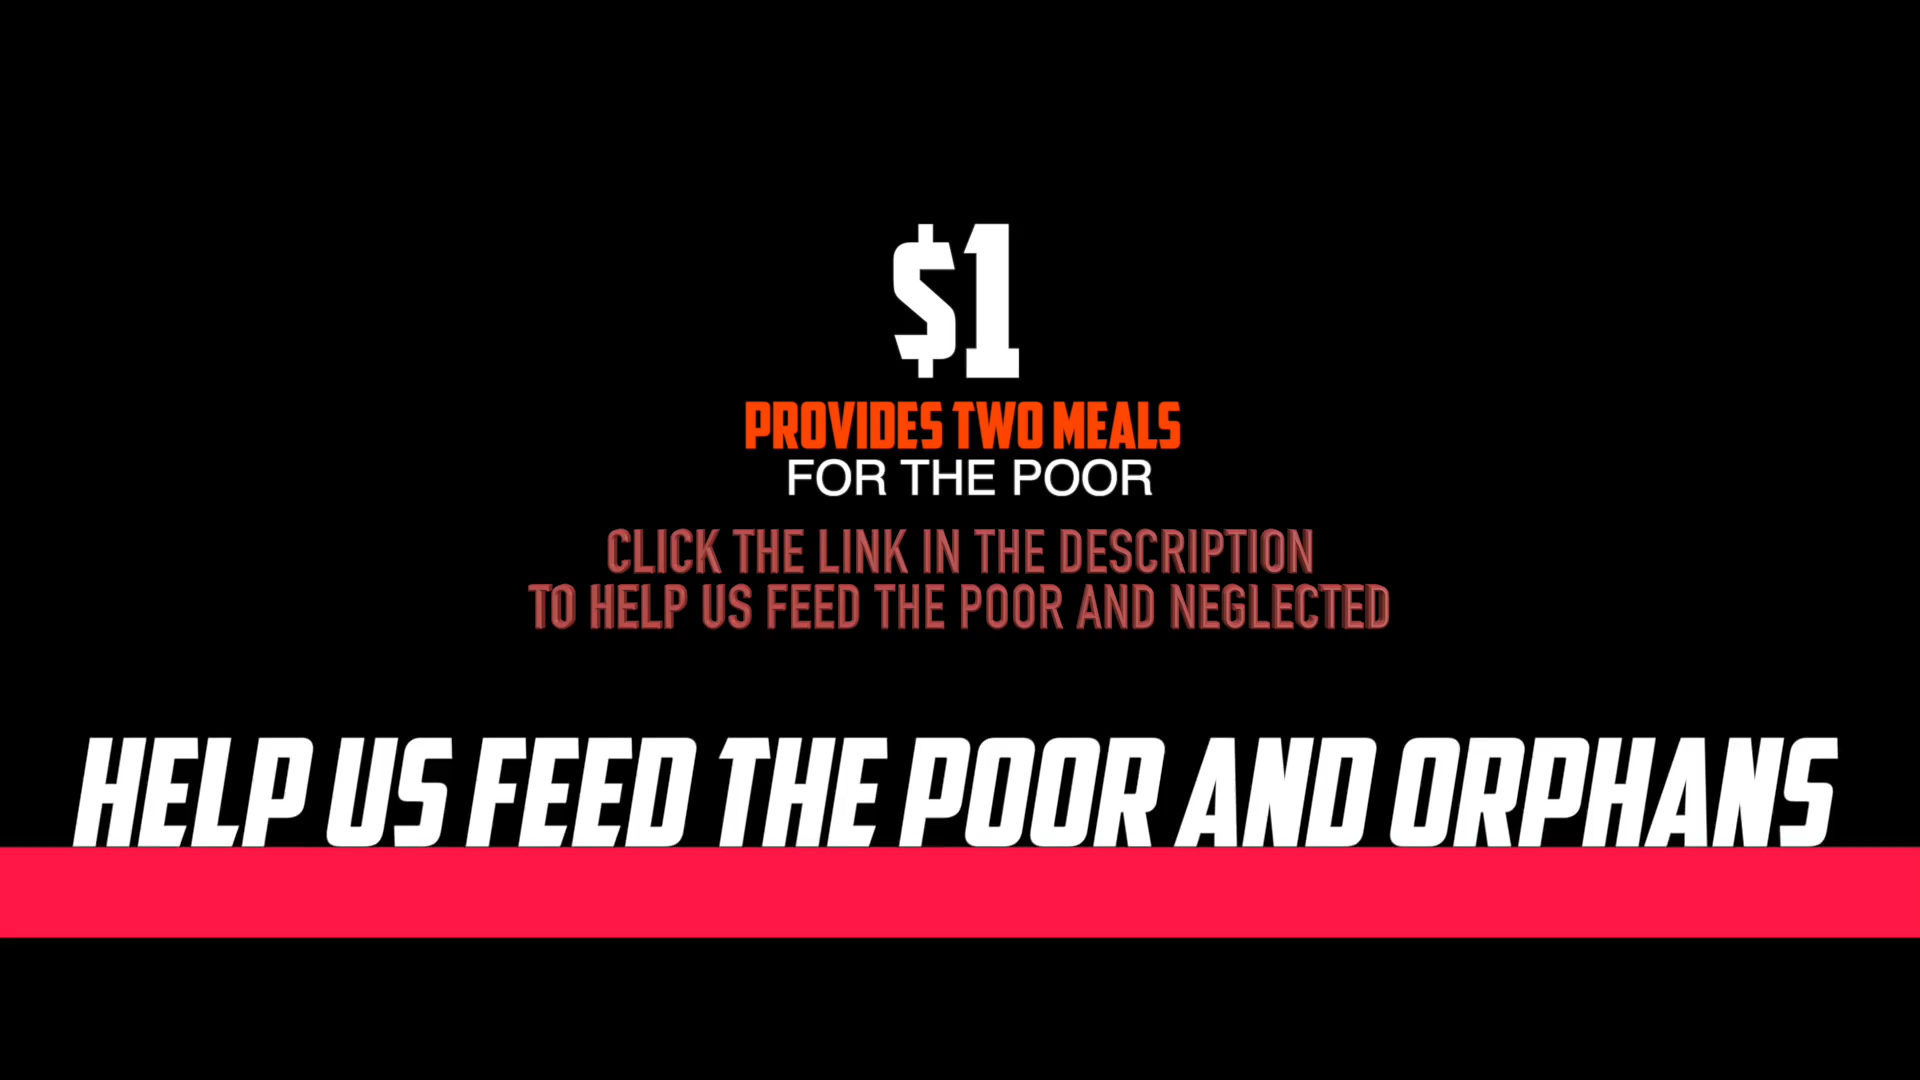 $1
PROVIDES TWO MEALS
FOR THE POOR
CLICK THE LINK IN THE DESCRIPTION
TO HELP US FEED THE POOR AND NEGLECTED
HELP US FEED THE POOR AND ORPHANS